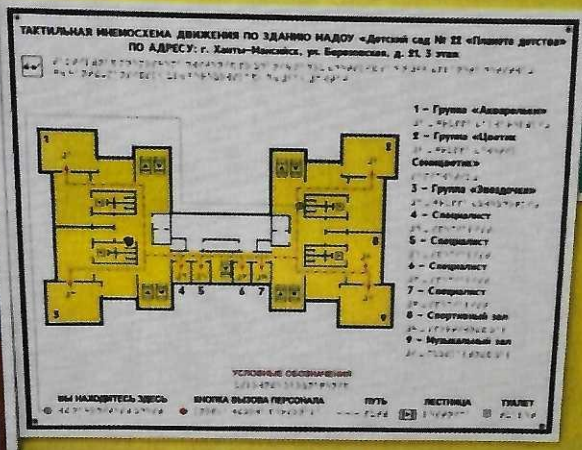 ТАКТИЛЬНАЯ МНЕМОСХЕМА ДВИЖЕНИЯ ПО ЗДАНИЮ МАДОУ «Детский сад № 22 «Планета детства»
ПО АДРЕСУ: г. Ханты-Мансийск, ул. Березовская, д. 21, 3 этаж
1 – Группа «Акварельки»
2 – Группа «Цветик
Семицветик»
3 – Группа «Звездочки»
4 – Специалист
5 – Специалист
6 – Специалист
7 – Специалист
8 – Спортивный зал
9 – Музыкальный зал
1
2
8
4 5 6 7
3
9
УСЛОВНЫЕ ОБОЗНАЧЕНИЯ
ВЫ НАХОДИТЕСЬ ЗДЕСЬ КНОПКА ВЫЗОВА ПЕРСОНАЛА ПУТЬ ЛЕСТНИЦА ТУАЛЕТ